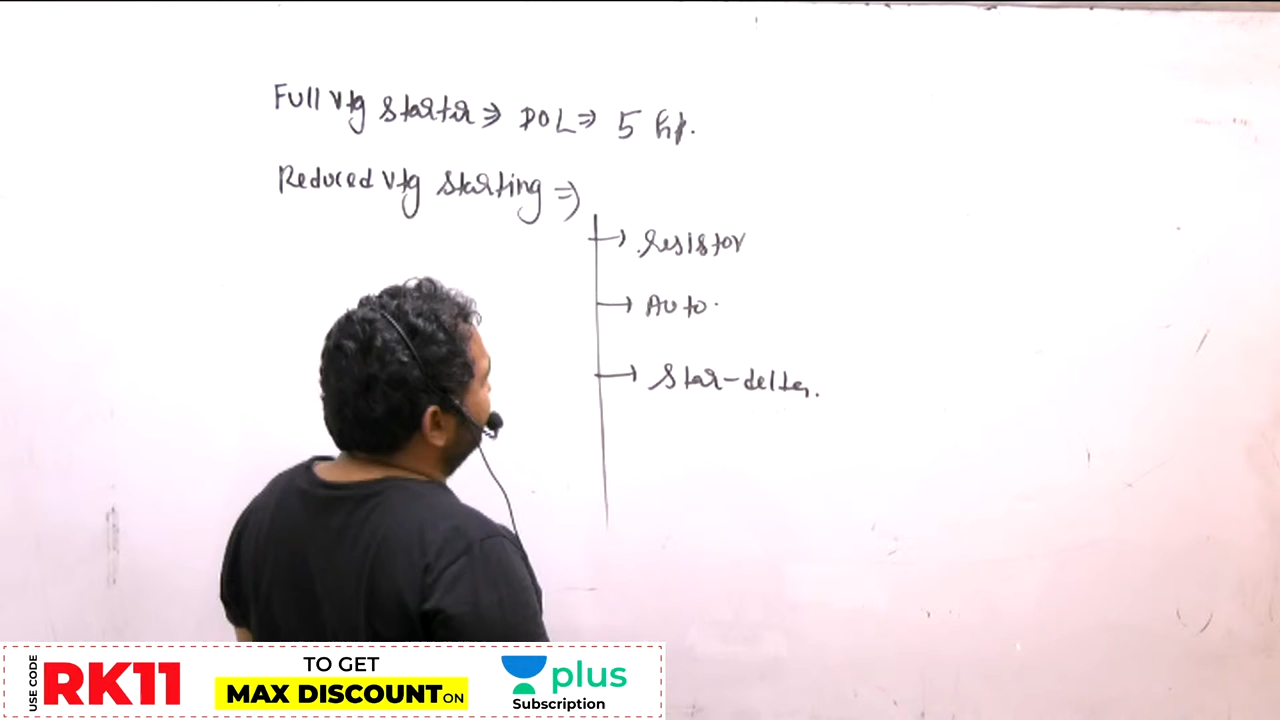 Full Vtg Starter ⇒ DOL ⇒ 5 hp.
Reduced Vtg Starting ⇒
→ Resistor
→ Auto.
→ Star-delta.
USE CODE RK11
TO GET
MAX DISCOUNT ON
plus
Subscription